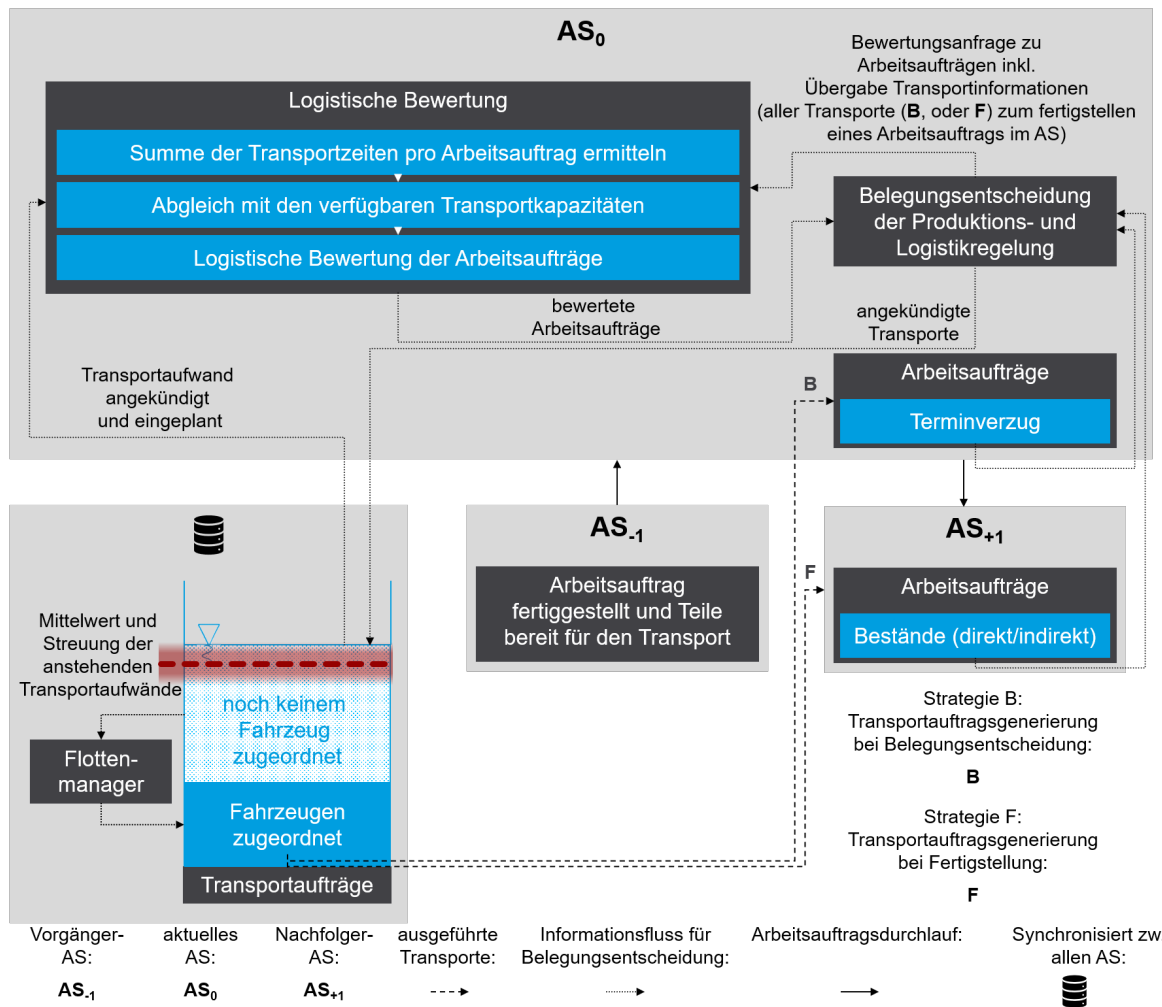 AS0
Bewertungsanfrage zu
Arbeitsaufträgen inkl.
Übergabe Transportinformationen
(aller Transporte (B, oder F) zum fertigstellen
eines Arbeitsauftrags im AS)
Logistische Bewertung
Summe der Transportzeiten pro Arbeitsauftrag ermitteln
Abgleich mit den verfügbaren Transportkapazitäten
Logistische Bewertung der Arbeitsaufträge
Belegungsentscheidung
der Produktions- und
Logistikregelung
bewertete
Arbeitsaufträge
angekündigte
Transporte
Transportaufwand
angekündigt
und eingeplant
B
Arbeitsaufträge
Terminverzug
AS-1
Arbeitsauftrag
fertiggestellt und Teile
bereit für den Transport
AS+1
F
Arbeitsaufträge
Bestände (direkt/indirekt)
Mittelwert und
Streuung der
anstehenden
Transportaufwände
noch keinem
Fahrzeug
zugeordnet
Flotten-
manager
Fahrzeugen
zugeordnet
Transportaufträge
Strategie B:
Transportauftragsgenerierung
bei Belegungsentscheidung:
B
Strategie F:
Transportauftragsgenerierung
bei Fertigstellung:
F
Vorgänger-
AS:
AS-1
aktuelles
AS:
AS0
Nachfolger-
AS:
AS+1
ausgeführte
Transporte:
Informationsfluss für
Belegungsentscheidung:
Arbeitsauftragsdurchlauf:
Synchronisiert zw
allen AS: